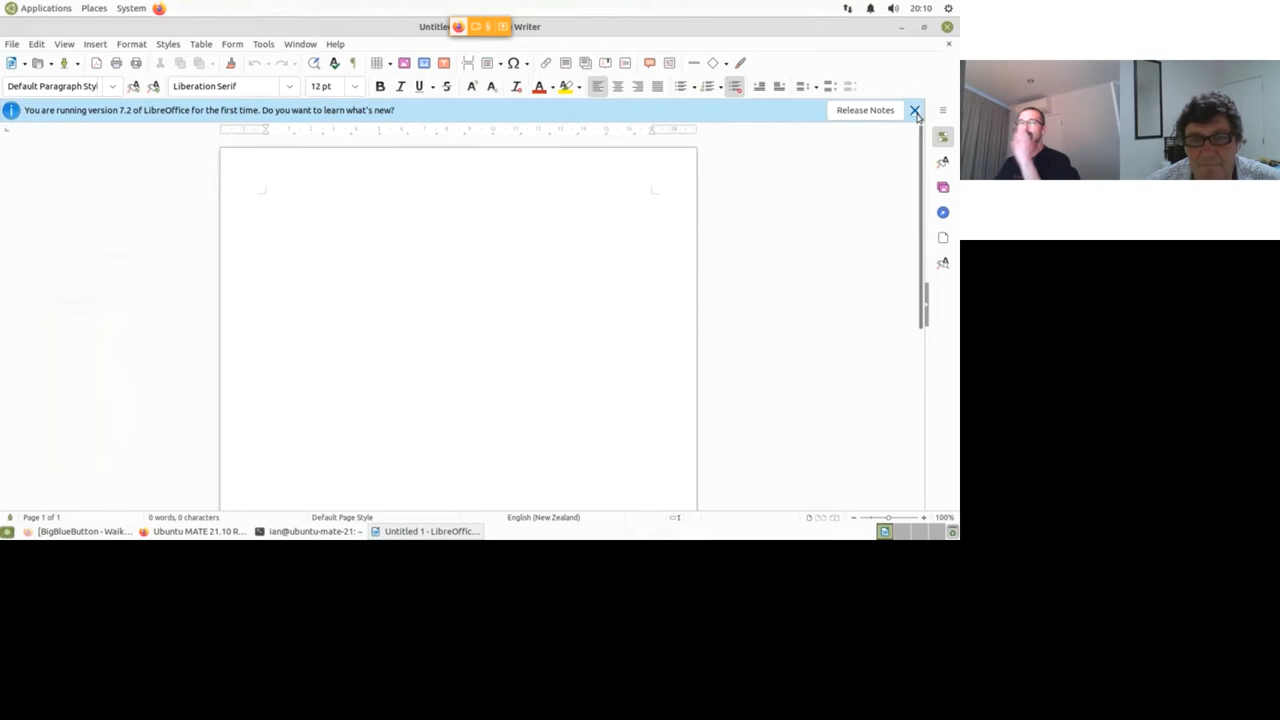 Applications Places System 20:10
Untitle Writer
File Edit View Insert Format Styles Table Form Tools Window Help
Default Paragraph Styl Liberation Serif 12 pt
You are running version 7.2 of LibreOffice for the first time. Do you want to learn what's new? Release Notes
Page 1 of 1 0 words, 0 characters Default Page Style English (New Zealand) 100%
[BigBlueButton - Waik... Ubuntu MATE 21.10 R... ian@ubuntu-mate-21: ~ Untitled 1 - LibreOffic...